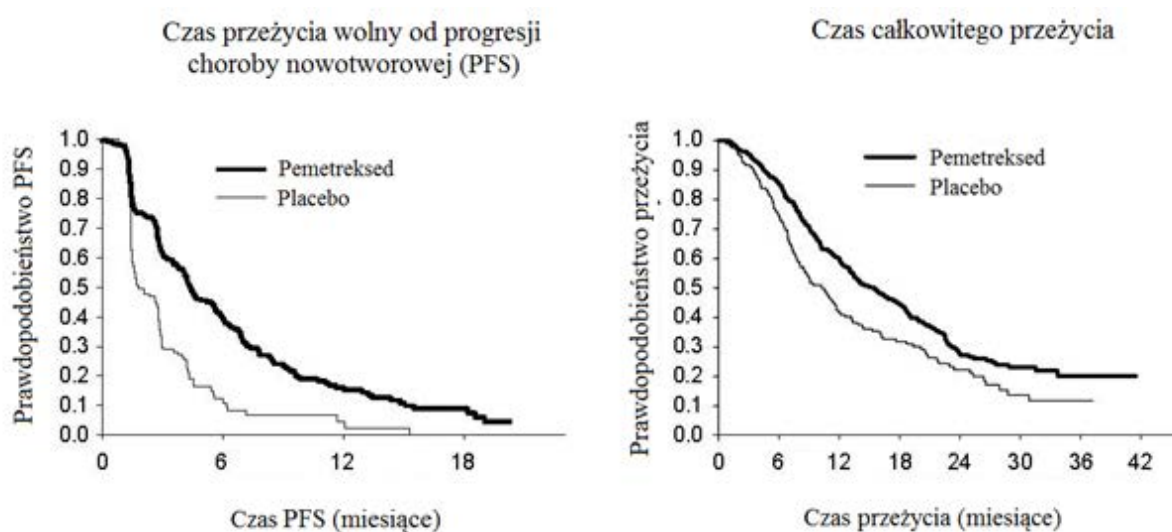 Czas przeżycia wolny od progresji
choroby nowotworowej (PFS)
Prawdopodobieństwo PFS
1.0
0.9
0.8
0.7
0.6
0.5
0.4
0.3
0.2
0.1
0.0
Pemetreksed
Placebo
0 6 12 18
Czas PFS (miesiące)
Czas całkowitego przeżycia
Prawdopodobieństwo przeżycia
1.0
0.9
0.8
0.7
0.6
0.5
0.4
0.3
0.2
0.1
0.0
Pemetreksed
Placebo
0 6 12 18 24 30 36 42
Czas przeżycia (miesiące)